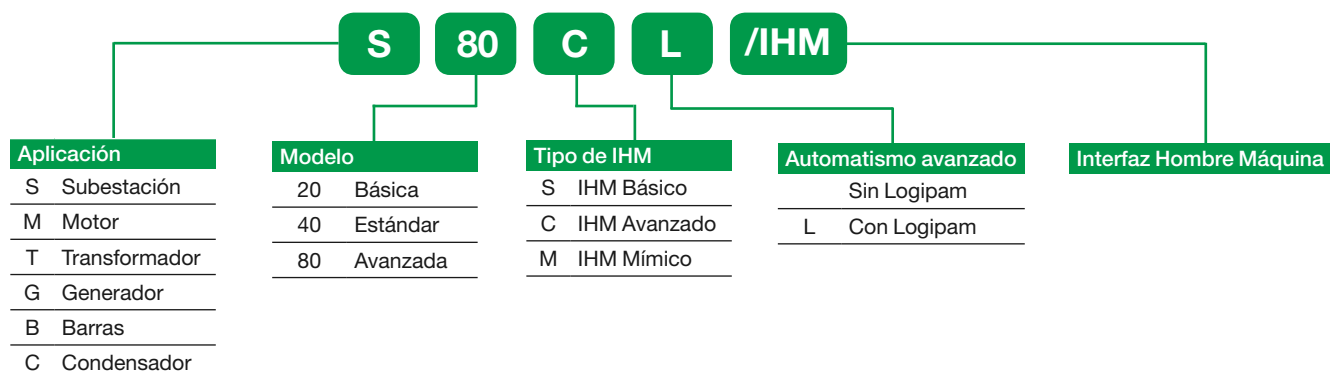 S 80 C L /IHM
Aplicación
S Subestación
M Motor
T Transformador
G Generador
B Barras
C Condensador
Modelo
20 Básica
40 Estándar
80 Avanzada
Tipo de IHM
S IHM Básico
C IHM Avanzado
M IHM Mímico
Automatismo avanzado
Sin Logipam
L Con Logipam
Interfaz Hombre Máquina